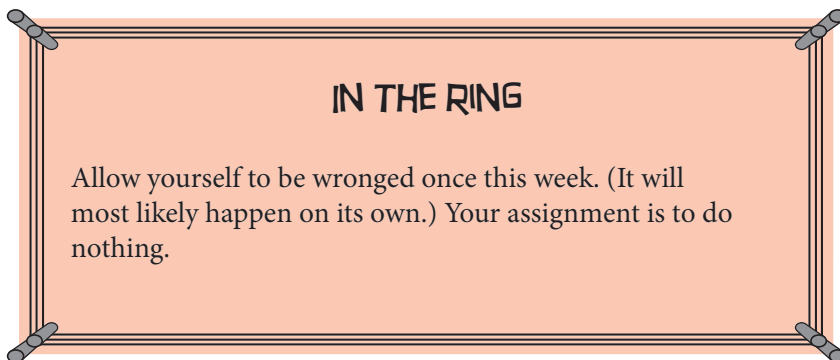 IN THE RING
Allow yourself to be wronged once this week. (It will
most likely happen on its own.) Your assignment is to do
nothing.